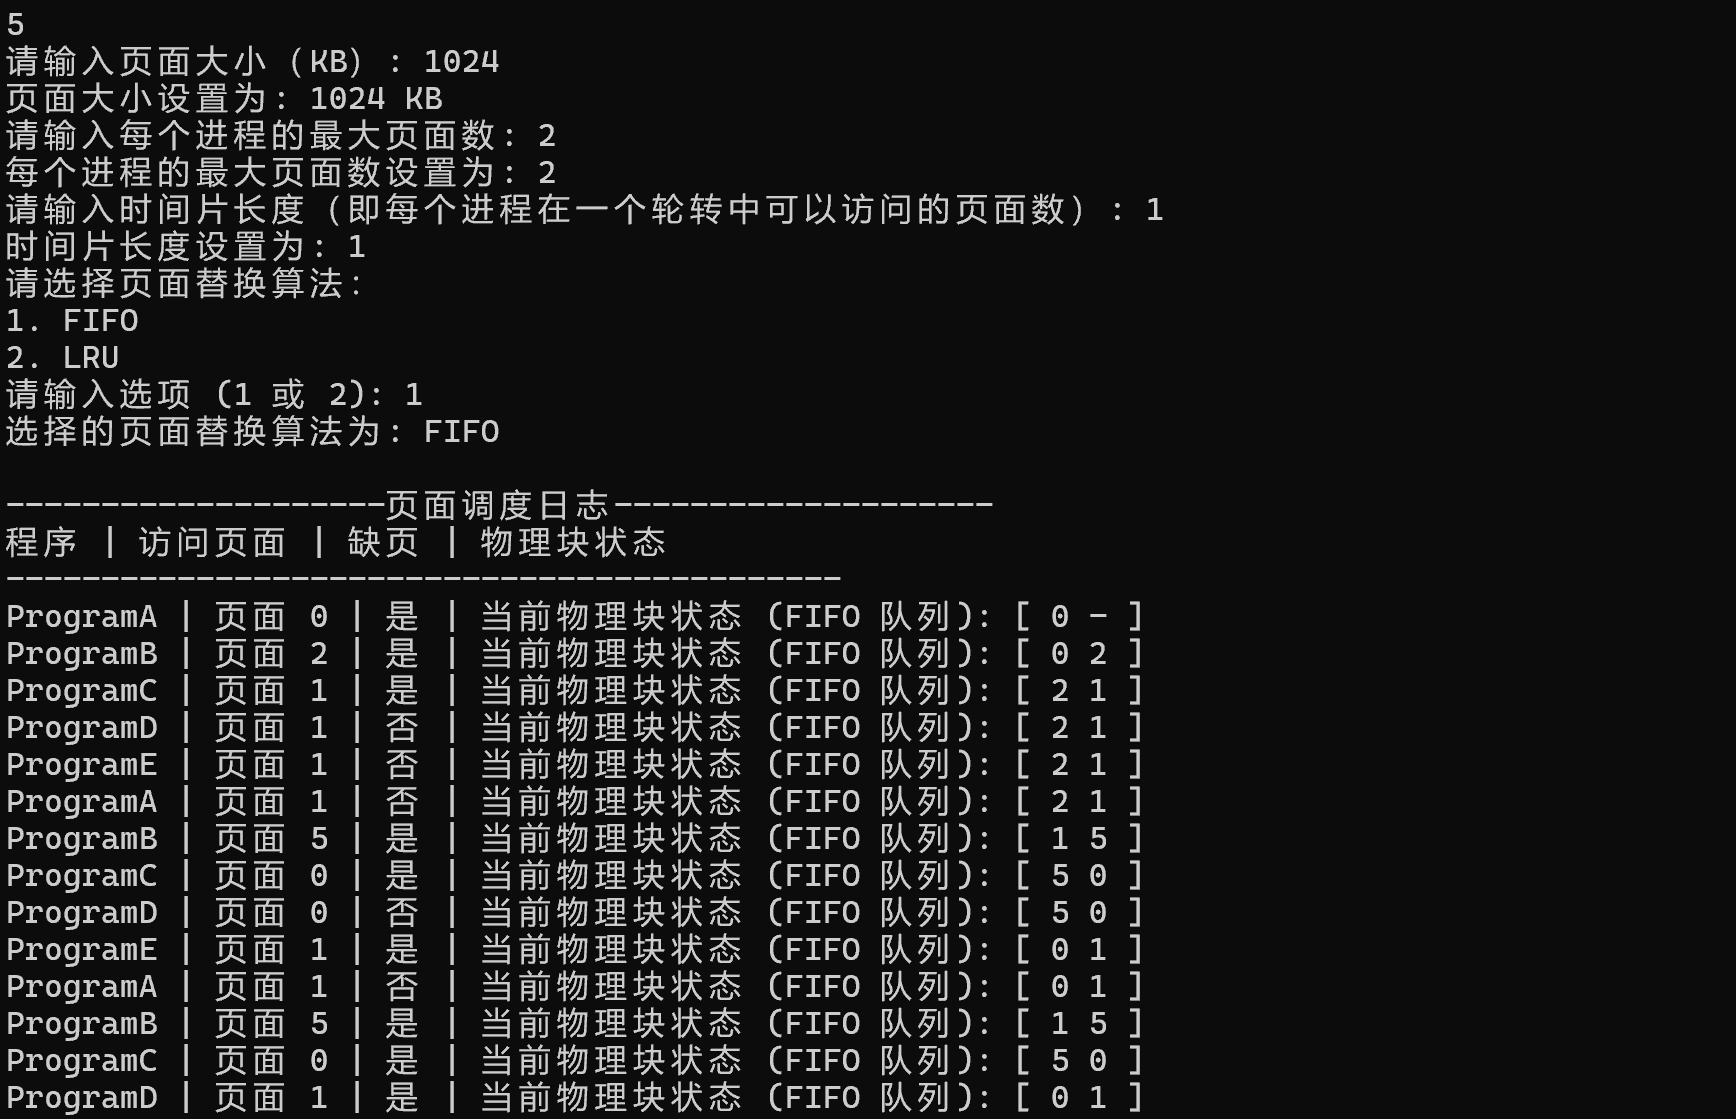 5
请输入页面大小（KB）: 1024
页面大小设置为: 1024 KB
请输入每个进程的最大页面数: 2
每个进程的最大页面数设置为: 2
请输入时间片长度（即每个进程在一个轮转中可以访问的页面数）: 1
时间片长度设置为: 1
请选择页面替换算法:
1. FIFO
2. LRU
请输入选项 (1 或 2): 1
选择的页面替换算法为: FIFO
--------------------页面调度日志--------------------
程序 | 访问页面 | 缺页 | 物理块状态
--------------------------------------------
ProgramA | 页面 0 | 是 | 当前物理块状态 (FIFO 队列): [ 0 - ]
ProgramB | 页面 2 | 是 | 当前物理块状态 (FIFO 队列): [ 0 2 ]
ProgramC | 页面 1 | 是 | 当前物理块状态 (FIFO 队列): [ 2 1 ]
ProgramD | 页面 1 | 否 | 当前物理块状态 (FIFO 队列): [ 2 1 ]
ProgramE | 页面 1 | 否 | 当前物理块状态 (FIFO 队列): [ 2 1 ]
ProgramA | 页面 1 | 否 | 当前物理块状态 (FIFO 队列): [ 2 1 ]
ProgramB | 页面 5 | 是 | 当前物理块状态 (FIFO 队列): [ 1 5 ]
ProgramC | 页面 0 | 是 | 当前物理块状态 (FIFO 队列): [ 5 0 ]
ProgramD | 页面 0 | 否 | 当前物理块状态 (FIFO 队列): [ 5 0 ]
ProgramE | 页面 1 | 是 | 当前物理块状态 (FIFO 队列): [ 0 1 ]
ProgramA | 页面 1 | 否 | 当前物理块状态 (FIFO 队列): [ 0 1 ]
ProgramB | 页面 5 | 是 | 当前物理块状态 (FIFO 队列): [ 1 5 ]
ProgramC | 页面 0 | 是 | 当前物理块状态 (FIFO 队列): [ 5 0 ]
ProgramD | 页面 1 | 是 | 当前物理块状态 (FIFO 队列): [ 0 1 ]